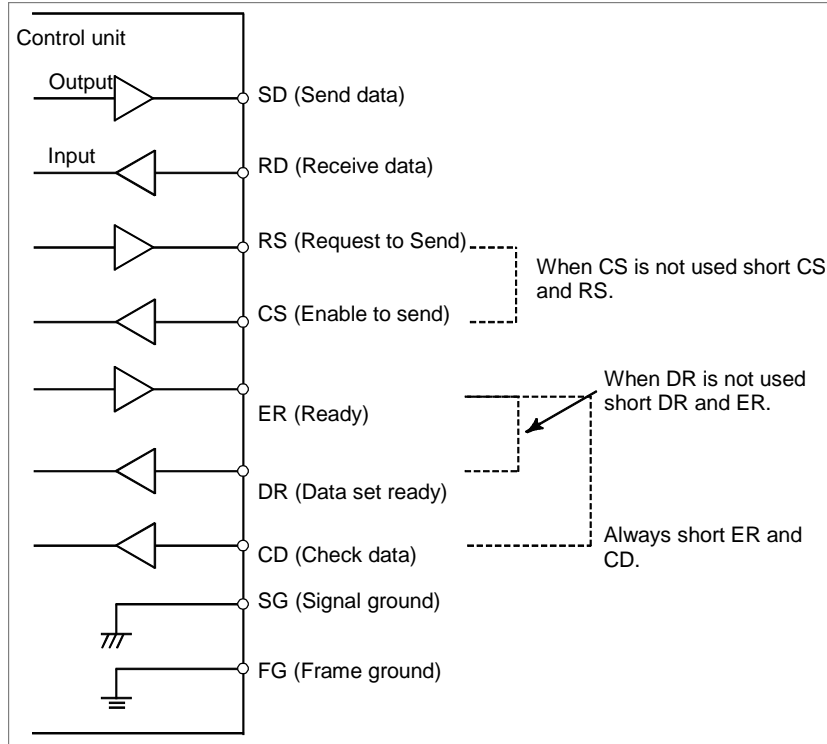 Control unit
Output
SD (Send data)
Input
RD (Receive data)
RS (Request to Send)
When CS is not used short CS
and RS.
CS (Enable to send)
When DR is not used
short DR and ER.
ER (Ready)
DR (Data set ready)
Always short ER and
CD.
CD (Check data)
SG (Signal ground)
FG (Frame ground)